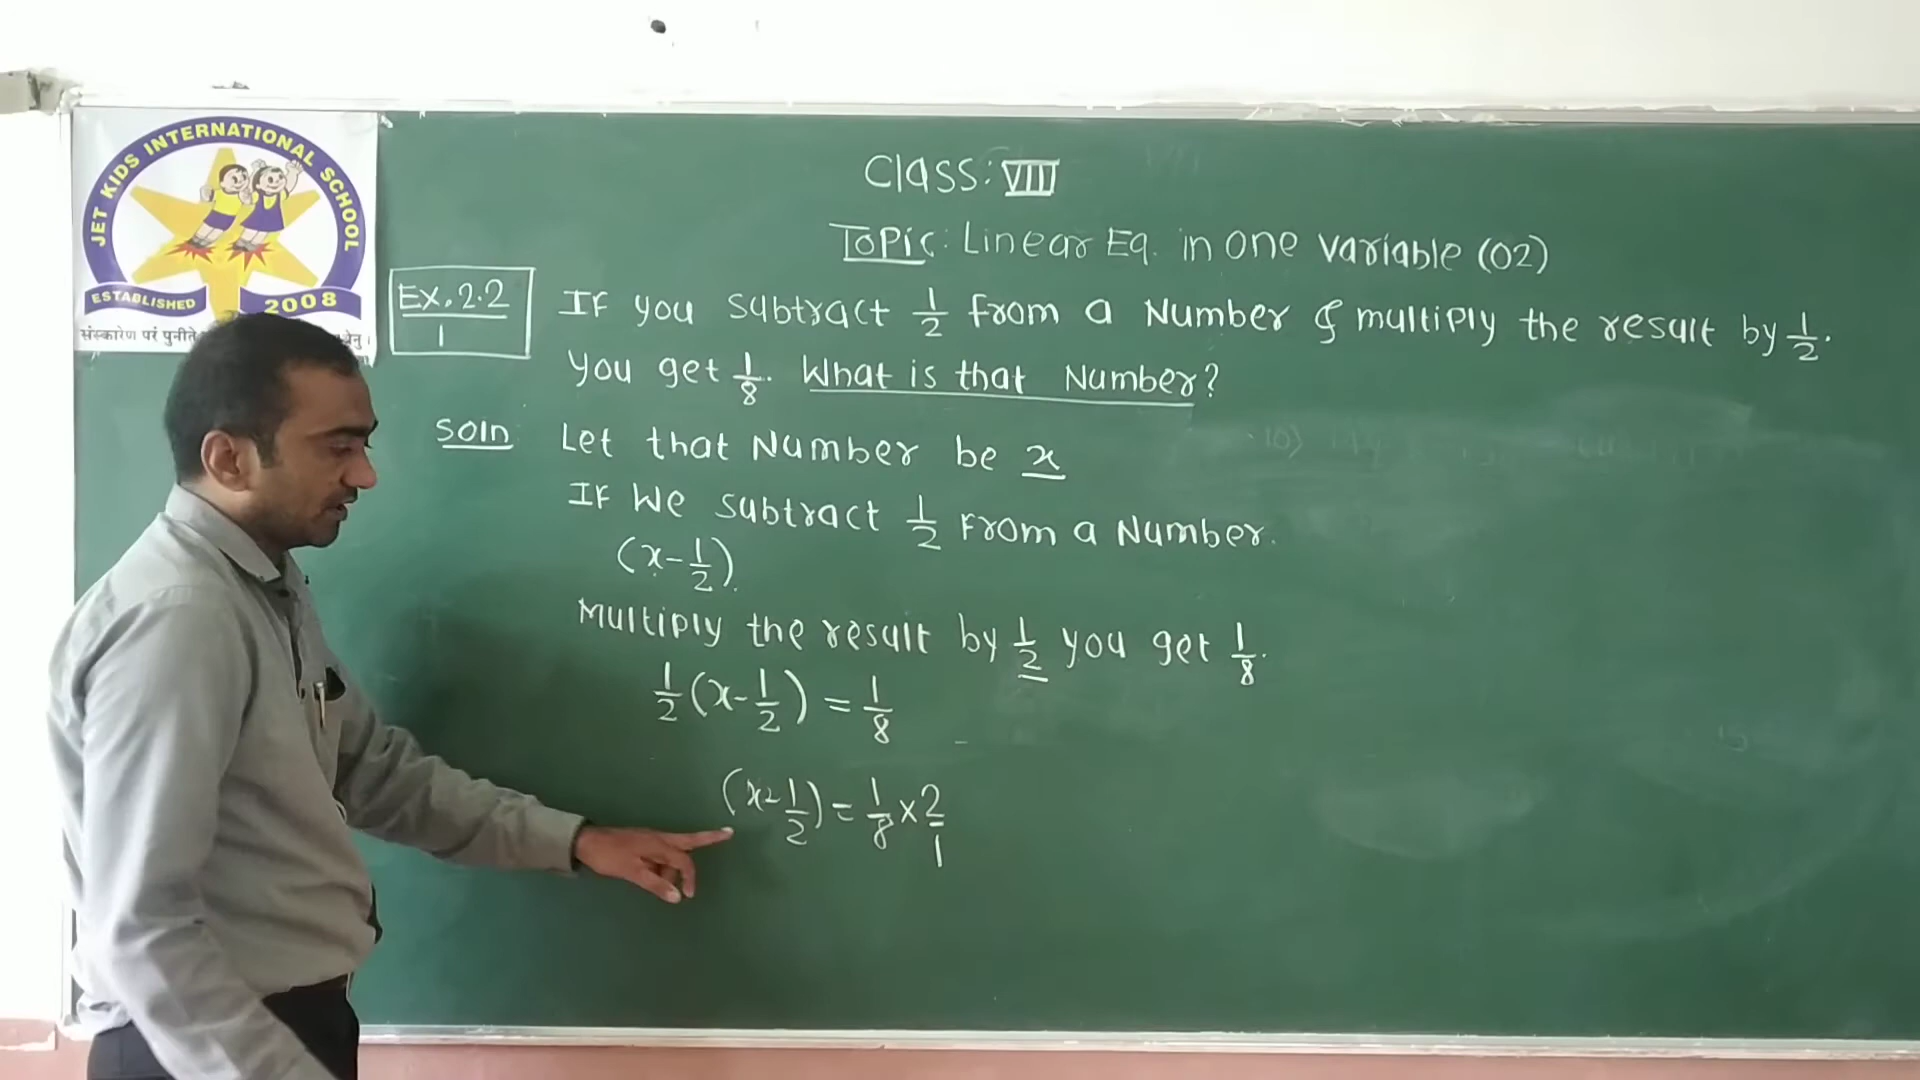 JET KIDS INTERNATIONAL SCHOOL
ESTABLISHED 2008
संस्कारेण परं पुनीते
Class: VIII
Topic: Linear Eq. in one variable (02)
Ex. 2.2
1
If you subtract 1/2 from a Number & multiply the result by 1/2.
You get 1/8. What is that Number?
Soln Let that Number be x
If We subtract 1/2 From a Number.
(x-1/2).
Multiply the result by 1/2 you get 1/8.
1/2(x-1/2) = 1/8
(x-1/2) = 1/8 × 2/1